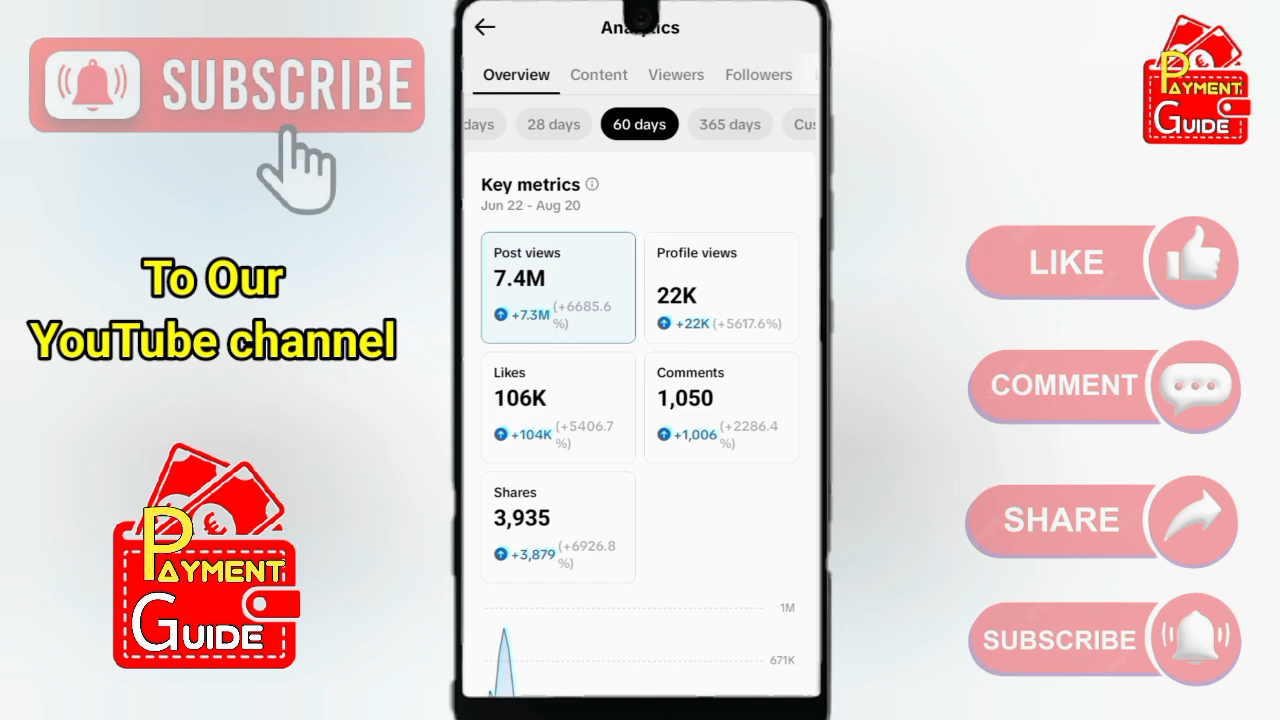 SUBSCRIBE
To Our
YouTube channel
PAYMENT
GUIDE
Analytics
Overview Content Viewers Followers
days 28 days 60 days 365 days Cus
Key metrics
Jun 22 - Aug 20
Post views
7.4M
+7.3M (+6685.6
%)
Profile views
22K
+22K (+5617.6%)
Likes
106K
+104K (+5406.7
%)
Comments
1,050
+1,006 (+2286.4
%)
Shares
3,935
+3,879 (+6926.8
%)
1M
671K
PAYMENT
GUIDE
LIKE
COMMENT
SHARE
SUBSCRIBE